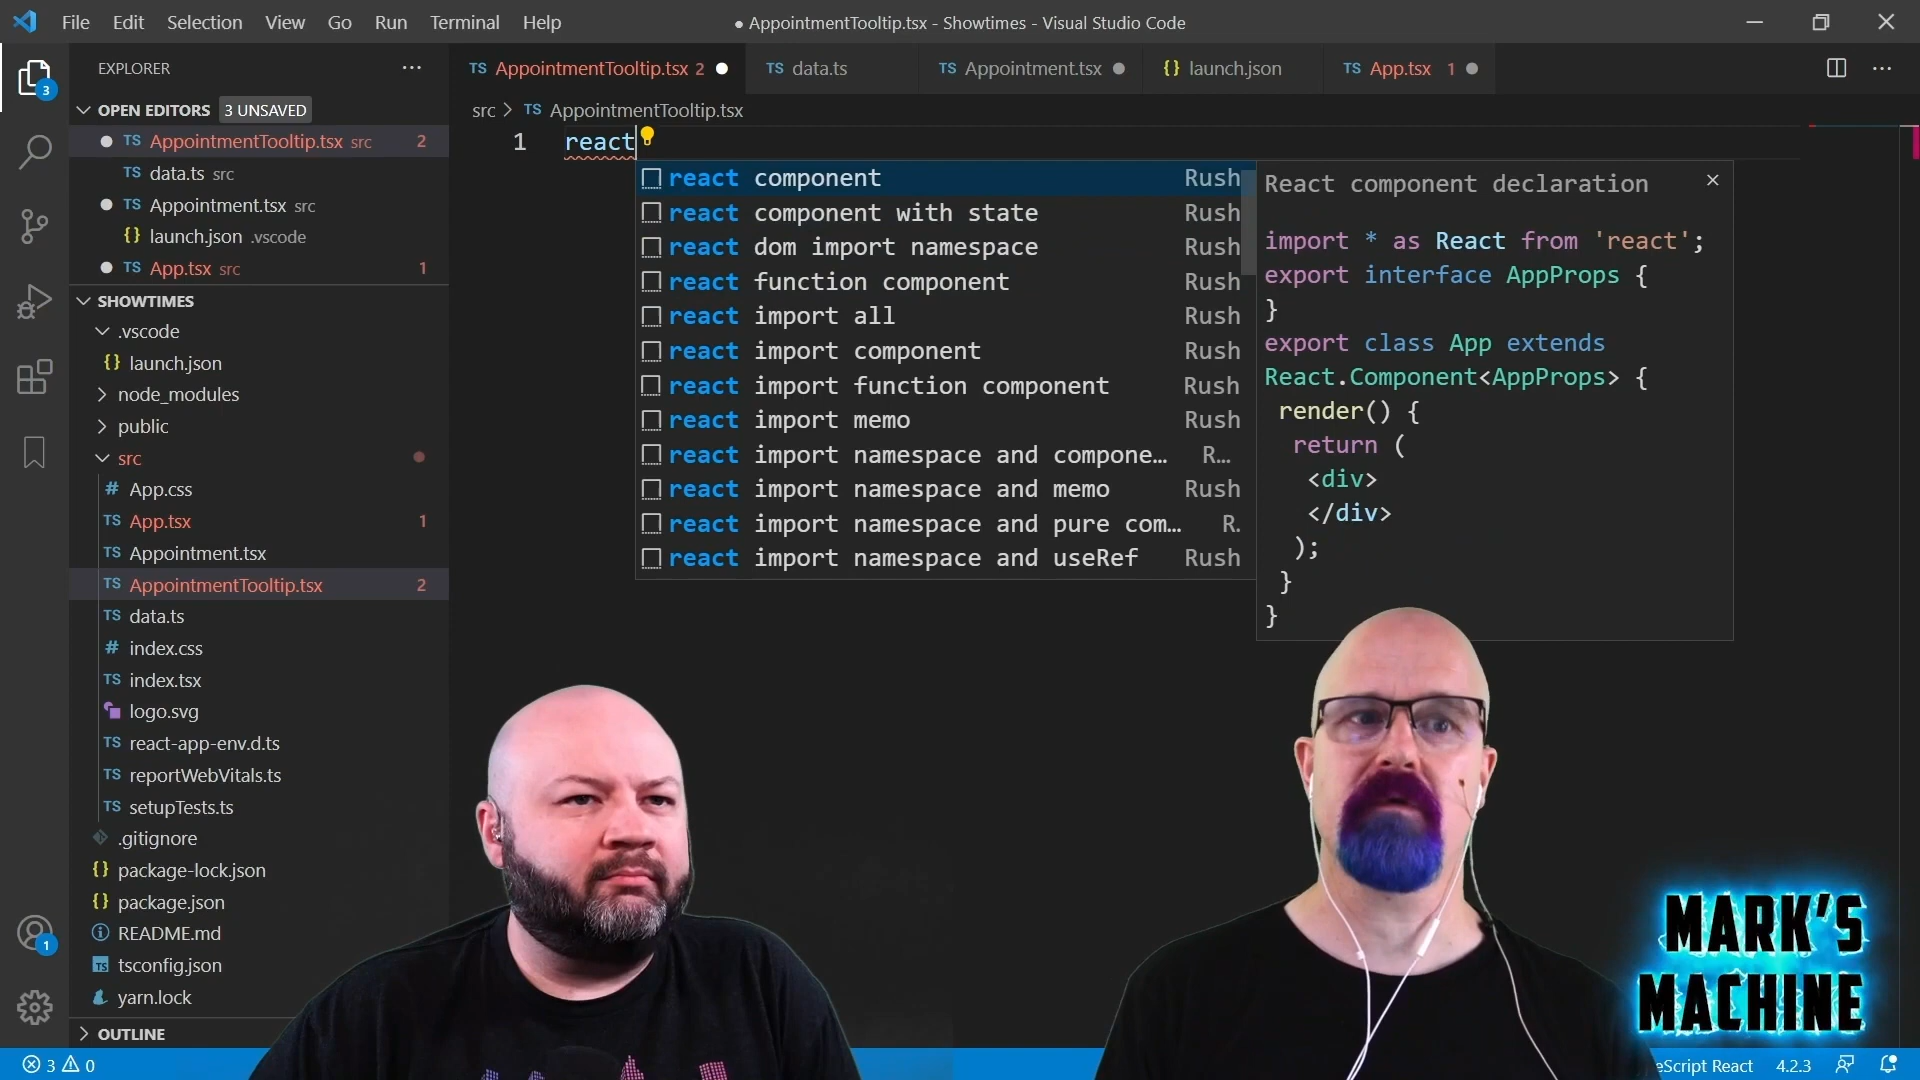 File Edit Selection View Go Run Terminal Help
● AppointmentTooltip.tsx - Showtimes - Visual Studio Code
EXPLORER
3
OPEN EDITORS 3 UNSAVED
TS AppointmentTooltip.tsx src 2
TS data.ts src
TS Appointment.tsx src
{} launch.json .vscode
TS App.tsx src 1
SHOWTIMES
.vscode
{} launch.json
node_modules
public
src
# App.css
TS App.tsx 1
TS Appointment.tsx
TS AppointmentTooltip.tsx 2
TS data.ts
# index.css
TS index.tsx
logo.svg
TS react-app-env.d.ts
TS reportWebVitals.ts
TS setupTests.ts
.gitignore
{} package-lock.json
{} package.json
README.md
TS tsconfig.json
yarn.lock
OUTLINE
1
TS AppointmentTooltip.tsx 2
TS data.ts
TS Appointment.tsx
{} launch.json
TS App.tsx 1
src > TS AppointmentTooltip.tsx
1 react
react component Rush
react component with state Rush
react dom import namespace Rush
react function component Rush
react import all Rush
react import component Rush
react import function component Rush
react import memo Rush
react import namespace and compone… R…
react import namespace and memo Rush
react import namespace and pure com… R.
react import namespace and useRef Rush
React component declaration
import * as React from 'react';
export interface AppProps {
}
export class App extends
React.Component<AppProps> {
render() {
return (
<div>
</div>
);
}
}
MARK'S
MACHINE
3 0
eScript React 4.2.3